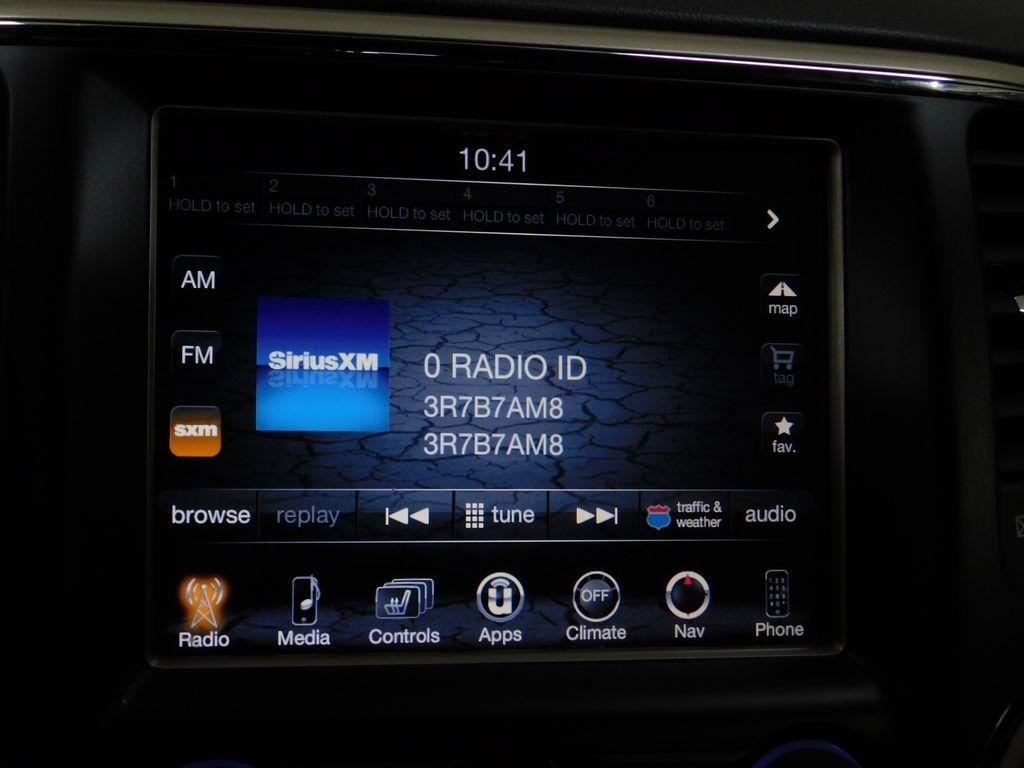 10:41
1 2 3 4 5 6
HOLD to set HOLD to set HOLD to set HOLD to set HOLD to set HOLD to set
AM
map
FM
SiriusXM
0 RADIO ID
tag
3R7B7AM8
sxm
3R7B7AM8
fav.
browse replay tune traffic & weather audio
OFF
Radio Media Controls Apps Climate Nav Phone